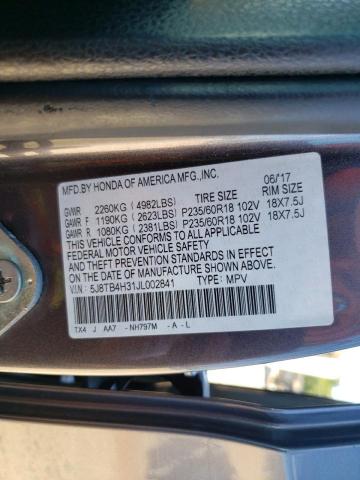 MFD.BY HONDA OF AMERICA MFG.,INC. 06/17
GVWR 2260KG (4982LBS) TIRE SIZE RIM SIZE
GAWR F 1190KG (2623LBS) P235/60R18 102V 18X7.5J
GAWR R 1080KG (2381LBS) P235/60R18 102V 18X7.5J
THIS VEHICLE CONFORMS TO ALL APPLICABLE
FEDERAL MOTOR VEHICLE SAFETY
AND THEFT PREVENTION STANDARDS IN EFFECT
ON THE DATE OF MANUFACTURE SHOWN ABOVE.
V.I.N.: 5J8TB4H31JL002841 TYPE: MPV
TX4 J AA7 -NH797M -A-L